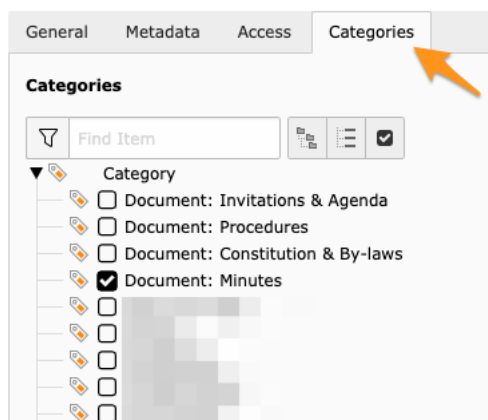 General Metadata Access Categories
Categories
Find Item
Category
Document: Invitations & Agenda
Document: Procedures
Document: Constitution & By-laws
Document: Minutes